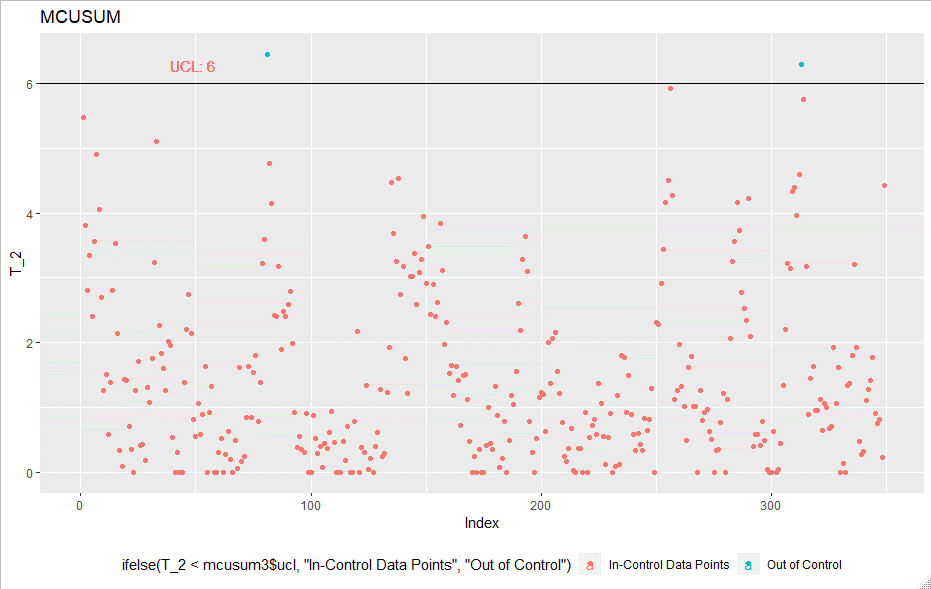 MCUSUM
UCL: 6
6
4
2
0
T_2
0 100 200 300
Index
ifelse(T_2 < mcusum3$ucl, "In-Control Data Points", "Out of Control") a In-Control Data Points a Out of Control